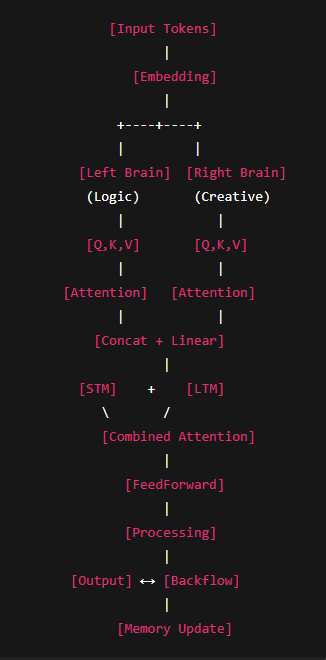 [Input Tokens]
|
[Embedding]
|
+----+----+
| |
[Left Brain] [Right Brain]
(Logic) (Creative)
| |
[Q,K,V] [Q,K,V]
| |
[Attention] [Attention]
| |
[Concat + Linear]
|
[STM] + [LTM]
\ /
[Combined Attention]
|
[FeedForward]
|
[Processing]
|
[Output] ↔ [Backflow]
|
[Memory Update]